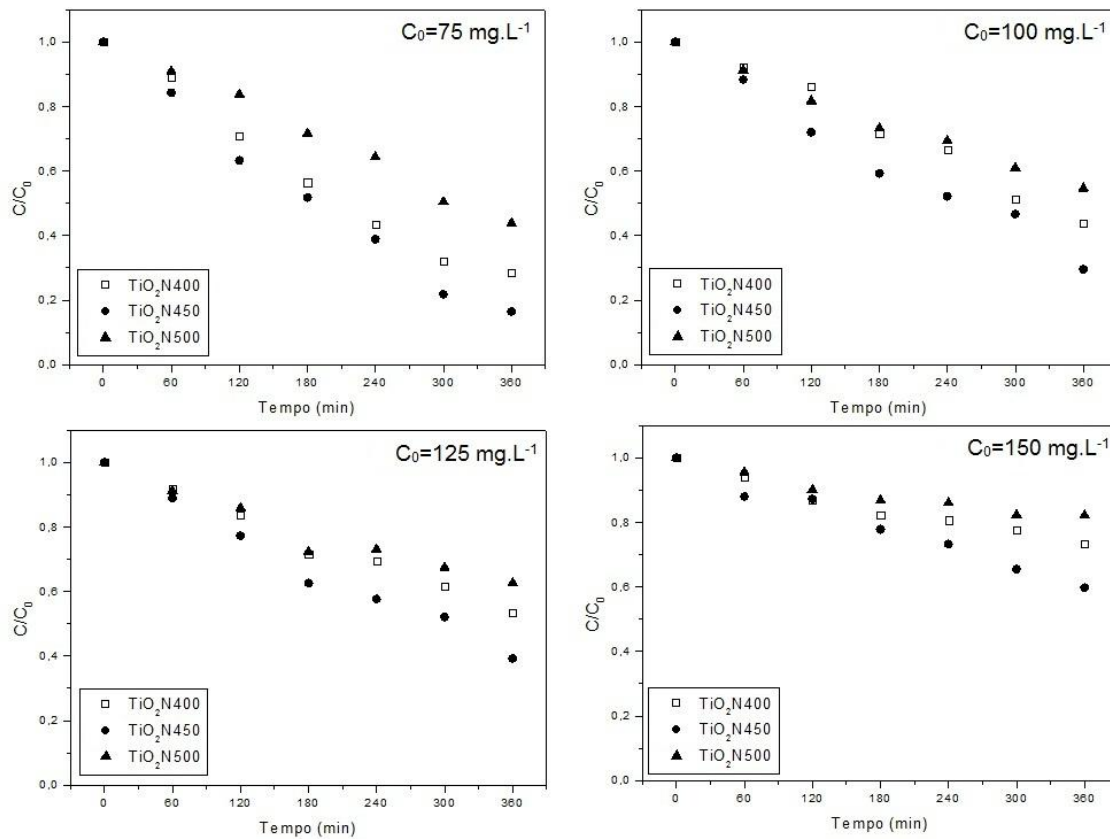 C₀=75 mg.L⁻¹
1,0
0,8
0,6
0,4
0,2
0,0
C/C₀
TiO₂N400
TiO₂N450
TiO₂N500
0 60 120 180 240 300 360
Tempo (min)
C₀=100 mg.L⁻¹
1,0
0,8
0,6
0,4
0,2
0,0
C/C₀
TiO₂N400
TiO₂N450
TiO₂N500
0 60 120 180 240 300 360
Tempo (min)
C₀=125 mg.L⁻¹
1,0
0,8
0,6
0,4
0,2
0,0
C/C₀
TiO₂N400
TiO₂N450
TiO₂N500
0 60 120 180 240 300 360
Tempo (min)
C₀=150 mg.L⁻¹
1,0
0,8
0,6
0,4
0,2
0,0
C/C₀
TiO₂N400
TiO₂N450
TiO₂N500
0 60 120 180 240 300 360
Tempo (min)